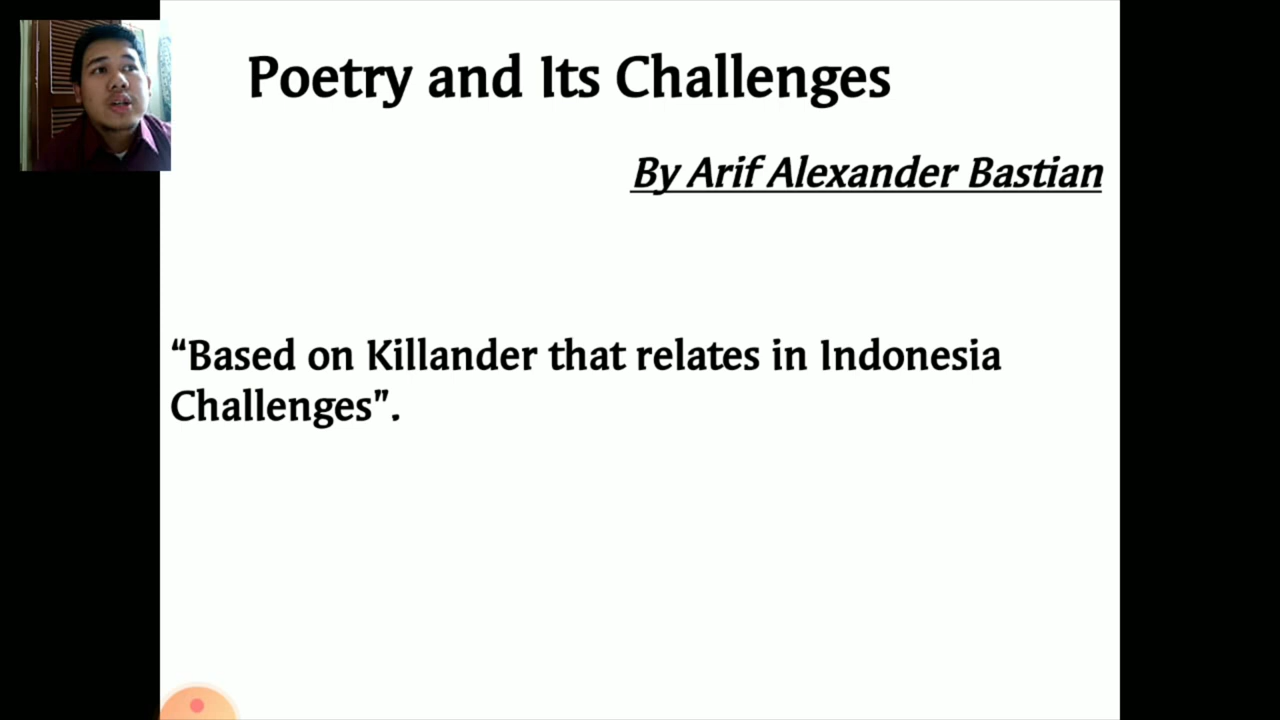 Poetry and Its Challenges
By Arif Alexander Bastian
“Based on Killander that relates in Indonesia
Challenges”.